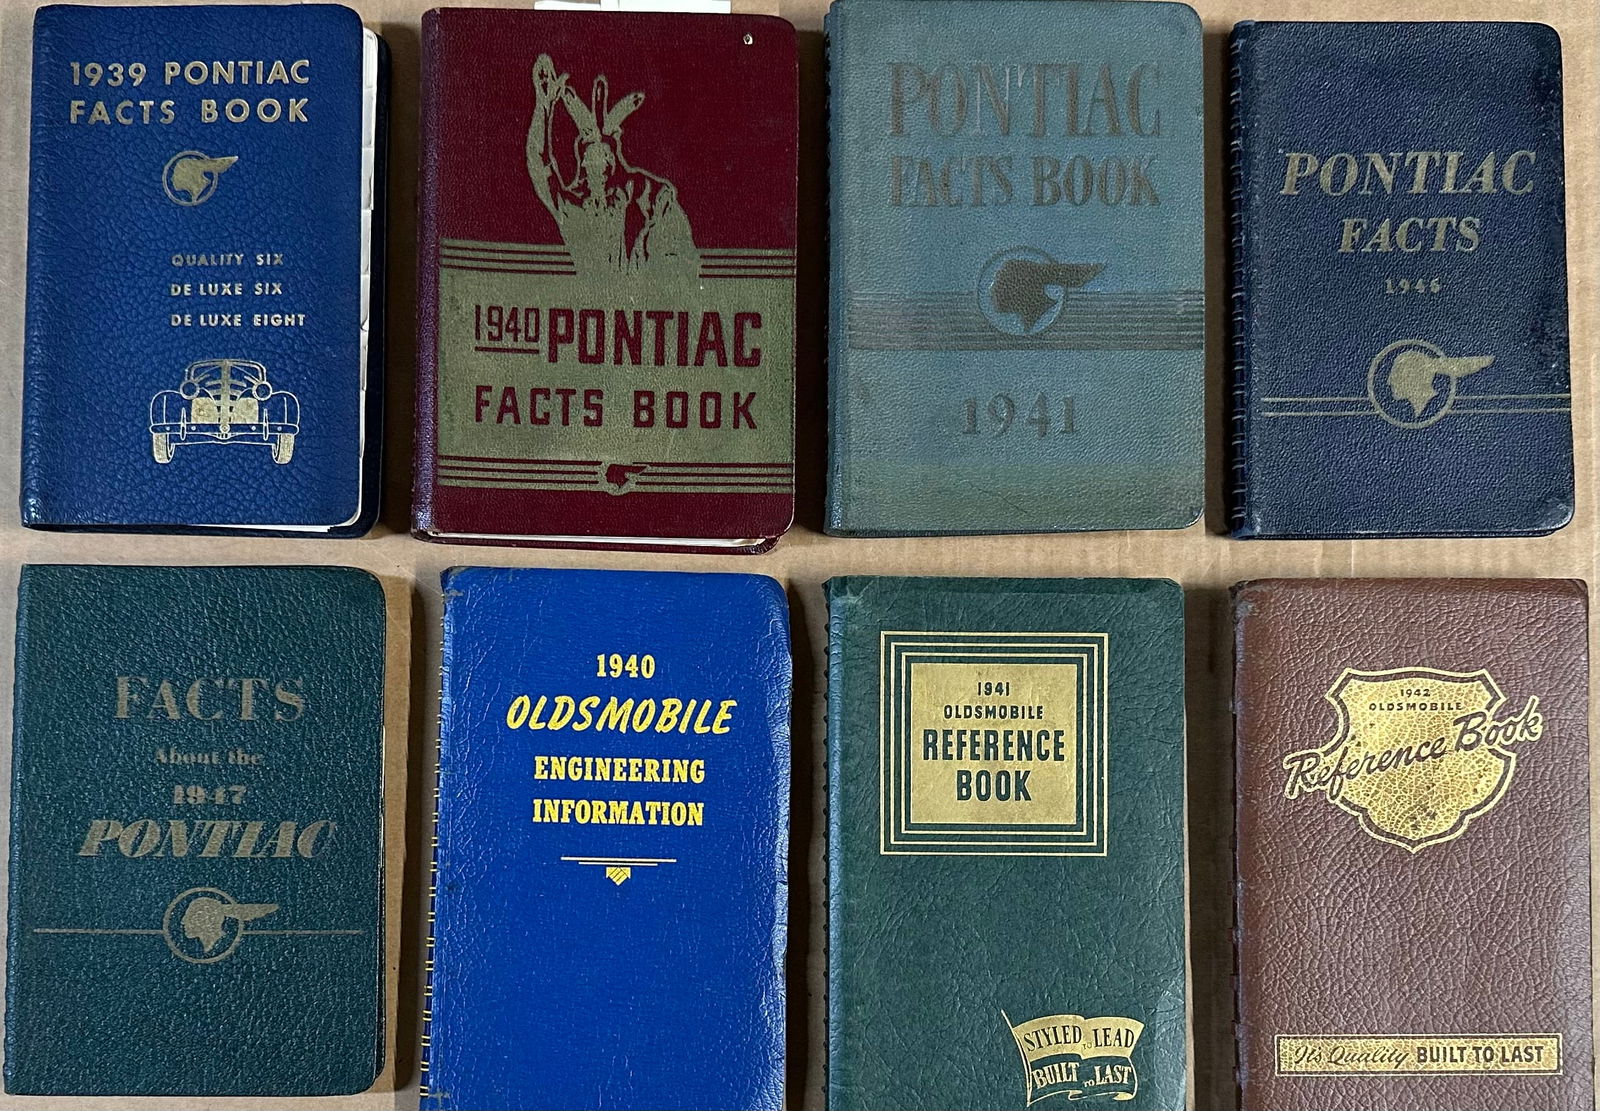 1939 PONTIAC
FACTS BOOK
QUALITY SIX
DE LUXE SIX
DE LUXE EIGHT
1940 PONTIAC
FACTS BOOK
PONTIAC
FACTS BOOK
1941
PONTIAC
FACTS
1946
FACTS
About the
1947
PONTIAC
1940
OLDSMOBILE
ENGINEERING
INFORMATION
1941
OLDSMOBILE
REFERENCE
BOOK
STYLED TO LEAD
BUILT TO LAST
1942
OLDSMOBILE
Reference Book
Its Quality BUILT TO LAST